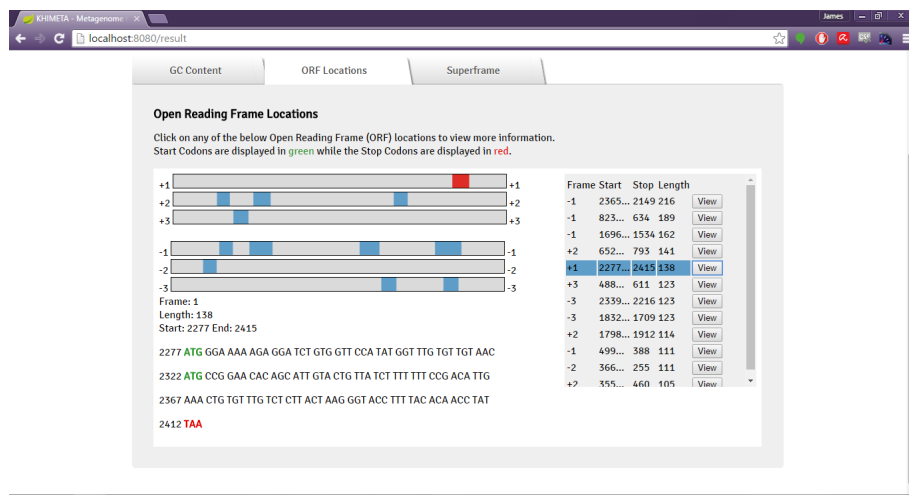 KHIMETA - Metagenome
James
localhost:8080/result
GC Content ORF Locations Superframe
Open Reading Frame Locations
Click on any of the below Open Reading Frame (ORF) locations to view more information.
Start Codons are displayed in green while the Stop Codons are displayed in red.
+1 +1
+2 +2
+3 +3
-1 -1
-2 -2
-3 -3
Frame: 1
Length: 138
Start: 2277 End: 2415
2277 ATG GGA AAA AGA GGA TCT GTG GTT CCA TAT GGT TTG TGT TGT AAC
2322 ATG CCG GAA CAC AGC ATT GTA CTG TTA TCT TTT TTT CCG ACA TTG
2367 AAA CTG TGT TTG TCT CTT ACT AAG GGT ACC TTT TAC ACA ACC TAT
2412 TAA
Frame Start Stop Length
-1 2365... 2149 216 View
-1 823... 634 189 View
-1 1696... 1534 162 View
+2 652... 793 141 View
+1 2277... 2415 138 View
+3 488... 611 123 View
-3 2339... 2216 123 View
-3 1832... 1709 123 View
+2 1798... 1912 114 View
-1 499... 388 111 View
-2 366... 255 111 View
+2 355... 460 105 View